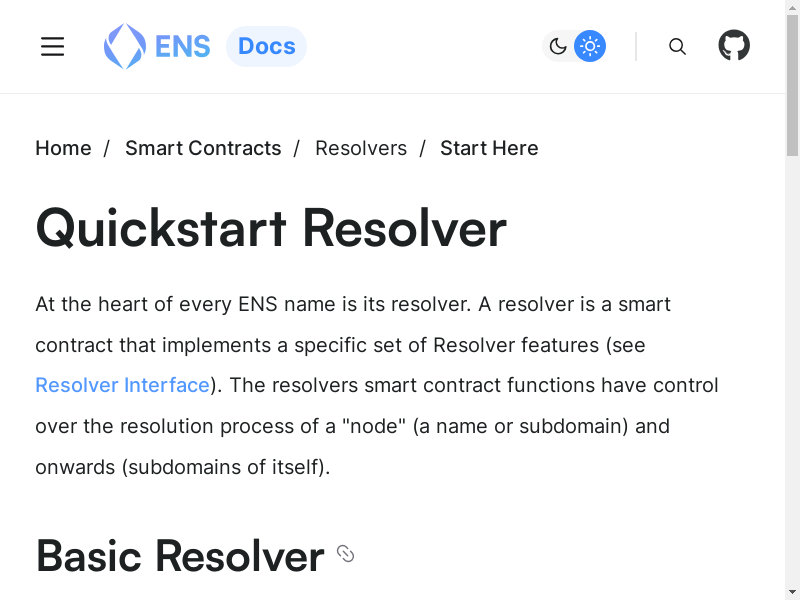 ENS Docs
Home / Smart Contracts / Resolvers / Start Here
Quickstart Resolver
At the heart of every ENS name is its resolver. A resolver is a smart
contract that implements a specific set of Resolver features (see
Resolver Interface). The resolvers smart contract functions have control
over the resolution process of a "node" (a name or subdomain) and
onwards (subdomains of itself).
Basic Resolver